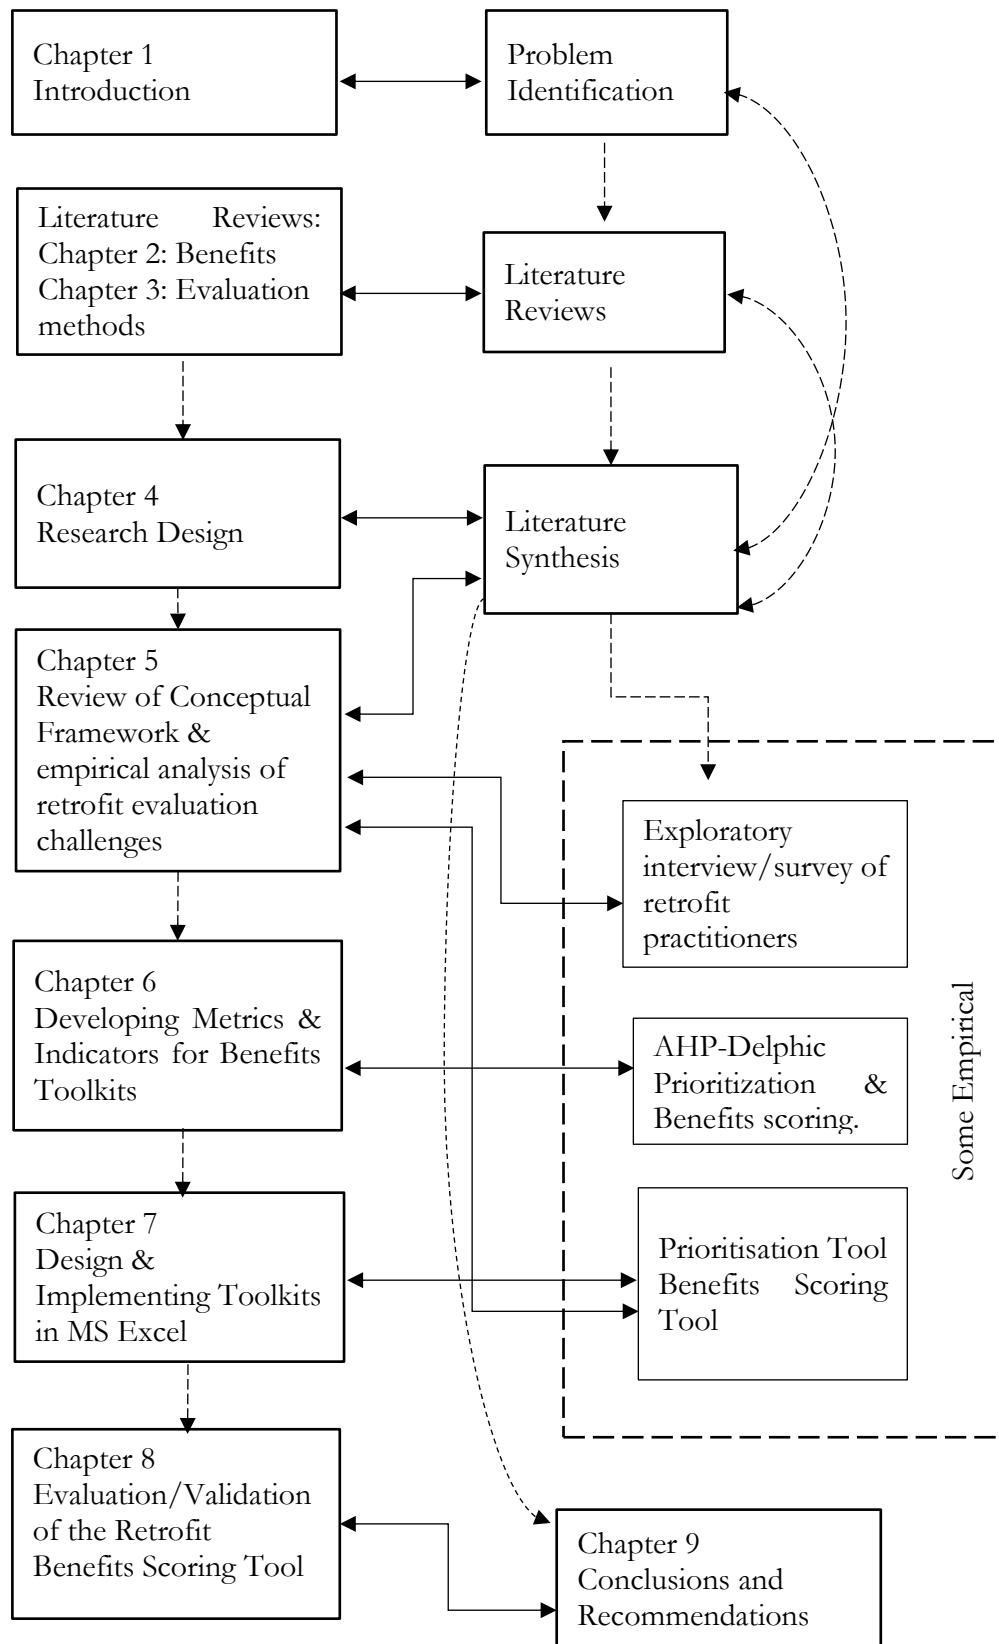 Chapter 1
Introduction
Problem
Identification
Literature Reviews:
Chapter 2: Benefits
Chapter 3: Evaluation
methods
Literature
Reviews
Chapter 4
Research Design
Literature
Synthesis
Chapter 5
Review of Conceptual
Framework &
empirical analysis of
retrofit evaluation
challenges
Exploratory
interview/survey of
retrofit
practitioners
Chapter 6
Developing Metrics &
Indicators for Benefits
Toolkits
AHP-Delphic
Prioritization &
Benefits scoring.
Some Empirical
Chapter 7
Design &
Implementing Toolkits
in MS Excel
Prioritisation Tool
Benefits Scoring
Tool
Chapter 8
Evaluation/Validation
of the Retrofit
Benefits Scoring Tool
Chapter 9
Conclusions and
Recommendations